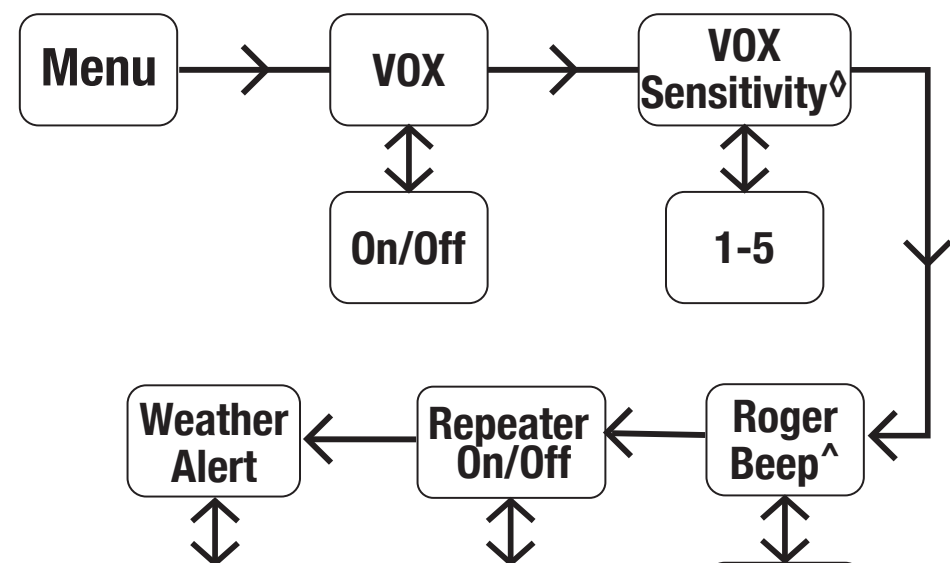 Menu
VOX
VOX
Sensitivity◊
On/Off
1-5
Weather
Alert
Repeater
On/Off
Roger
Beep^